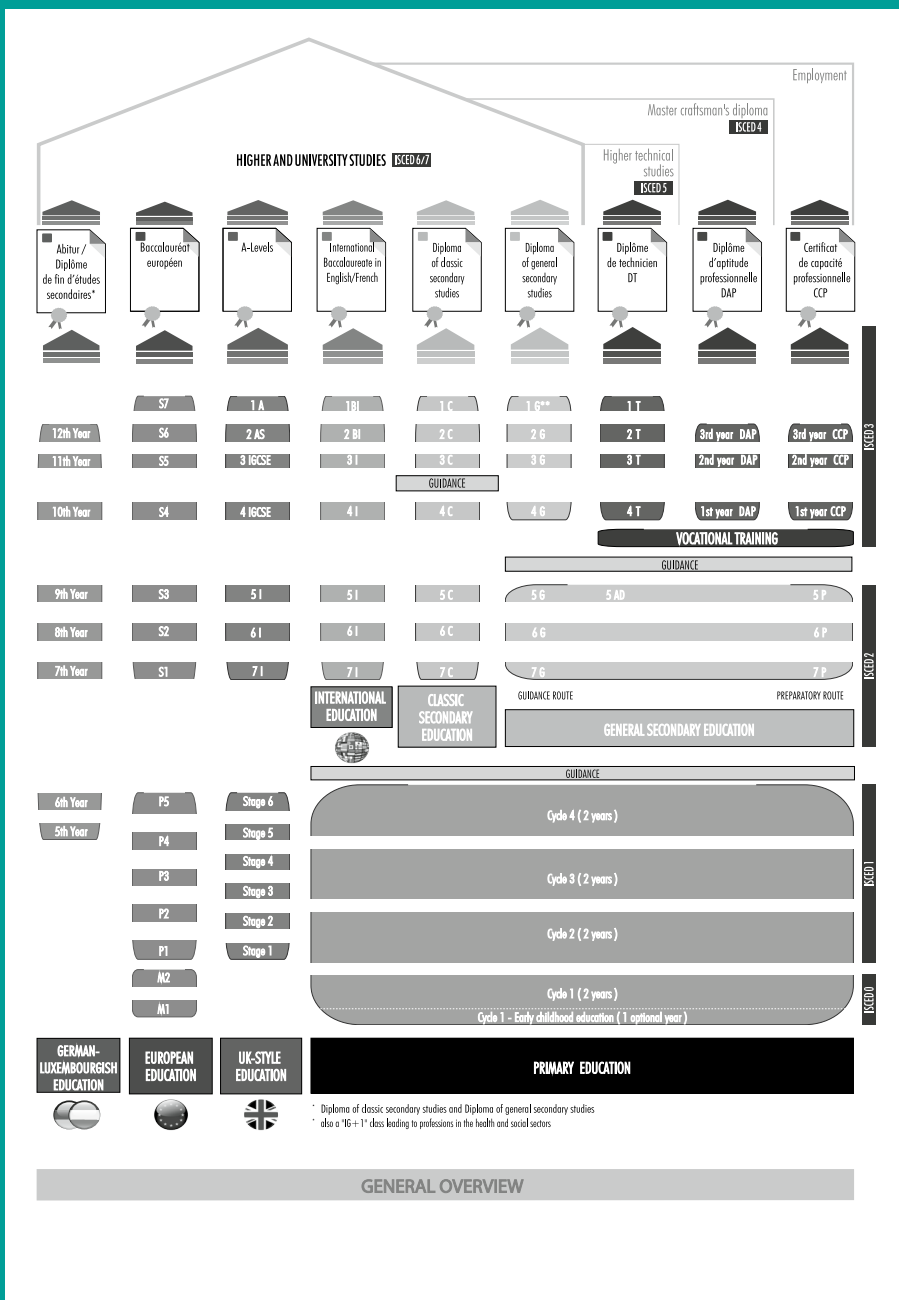 Employment
Master craftsman's diploma
ISCED 4
HIGHER AND UNIVERSITY STUDIES ISCED 6/7
Higher technical
studies
ISCED 5
Abitur /
Diplôme
de fin d'études
secondaires*
Baccalauréat
européen
A-Levels
International
Baccalaureate in
English/French
Diploma
of classic
secondary
studies
Diploma
of general
secondary
studies
Diplôme
de technicien
DT
Diplôme
d'aptitude
professionnelle
DAP
Certificat
de capacité
professionnelle
CCP
S7 1 A 1BI 1 C 1 G** 1 T
12th Year S6 2 AS 2 BI 2 C 2 G 2 T 3rd year DAP 3rd year CCP
11th Year S5 3 IGCSE 3 I 3 C 3 G 3 T 2nd year DAP 2nd year CCP
GUIDANCE
10th Year S4 4 IGCSE 4 I 4 C 4 G 4 T 1st year DAP 1st year CCP
VOCATIONAL TRAINING
ISCED 3
GUIDANCE
9th Year S3 5 I 5 I 5 C 5 G 5 AD 5 P
8th Year S2 6 I 6 I 6 C 6 G 6 P
7th Year S1 7 I 7 I 7 C 7 G 7 P
ISCED 2
INTERNATIONAL
EDUCATION
CLASSIC
SECONDARY
EDUCATION
GUIDANCE ROUTE PREPARATORY ROUTE
GENERAL SECONDARY EDUCATION
GUIDANCE
6th Year P5 Stage 6 Cycle 4 ( 2 years )
5th Year P4 Stage 5
Stage 4
P3 Stage 3 Cycle 3 ( 2 years )
P2 Stage 2 Cycle 2 ( 2 years )
P1 Stage 1
ISCED 1
M2 Cycle 1 ( 2 years )
M1 Cycle 1 - Early childhood education ( 1 optional year )
ISCED 0
GERMAN-
LUXEMBOURGISH
EDUCATION
EUROPEAN
EDUCATION
UK-STYLE
EDUCATION
PRIMARY EDUCATION
* Diploma of classic secondary studies and Diploma of general secondary studies
* also a "IG+1" class leading to professions in the health and social sectors
GENERAL OVERVIEW